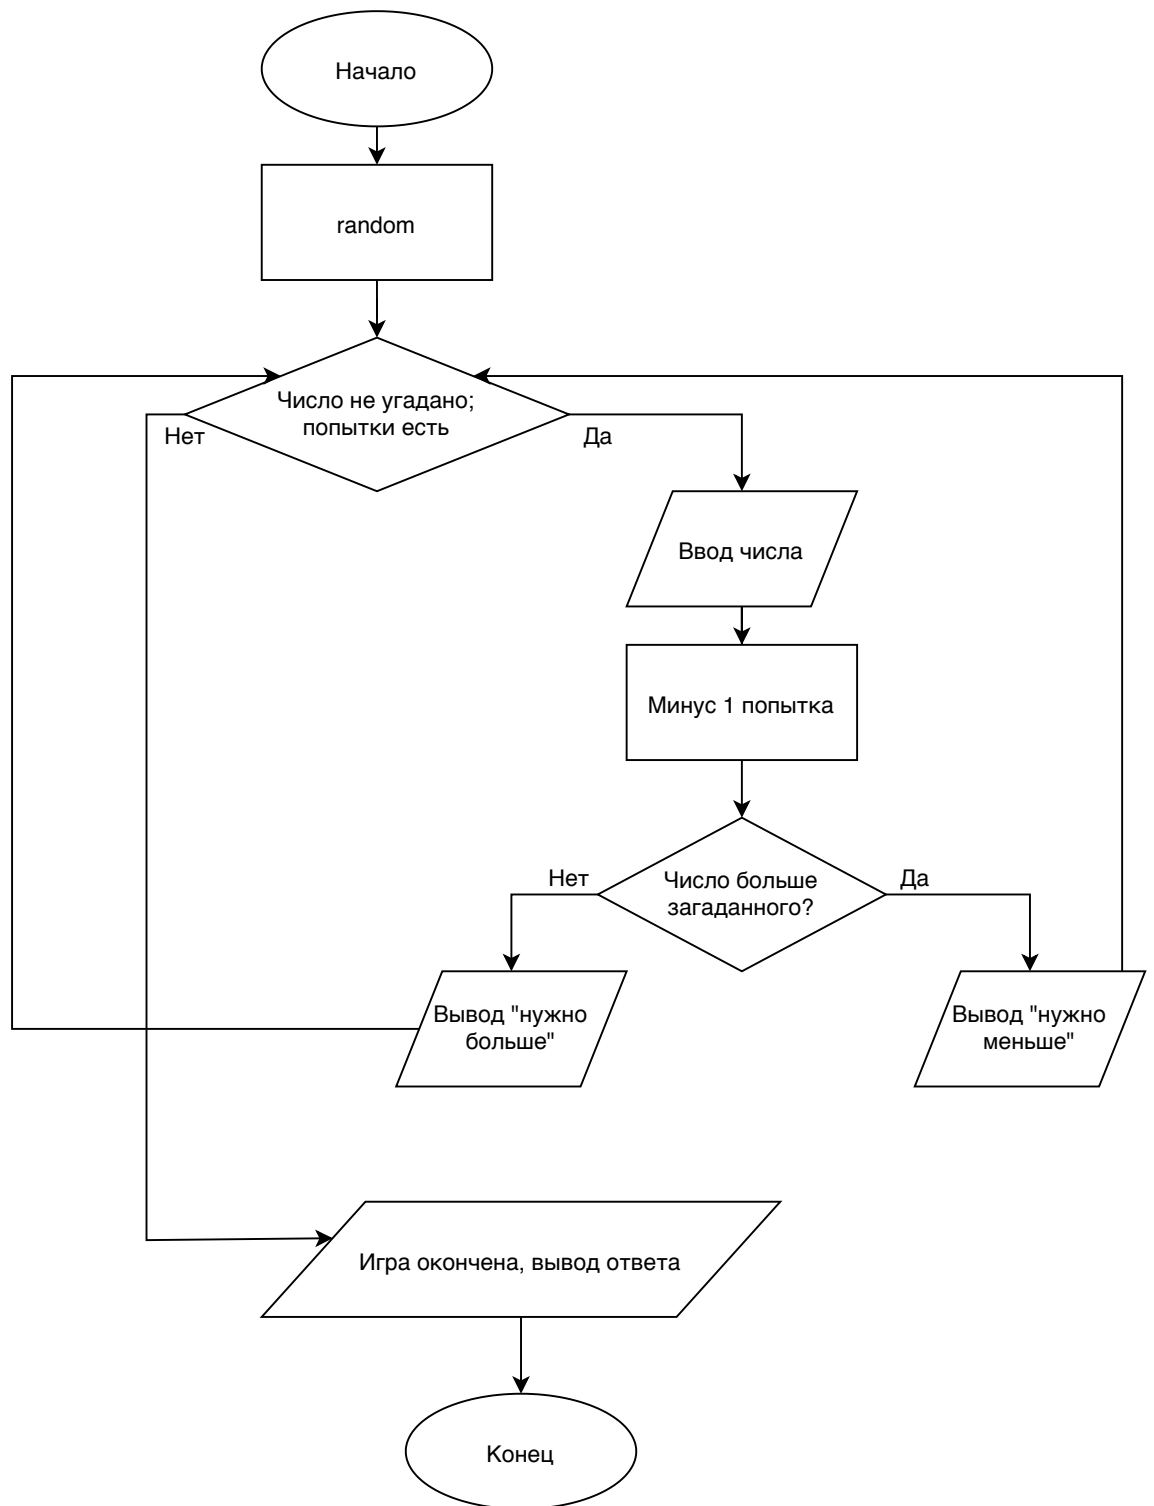 Начало
random
Число не угадано;
попытки есть
Нет
Да
Ввод числа
Минус 1 попытка
Нет
Число больше
загаданного?
Да
Вывод "нужно
больше"
Вывод "нужно
меньше"
Игра окончена, вывод ответа
Конец